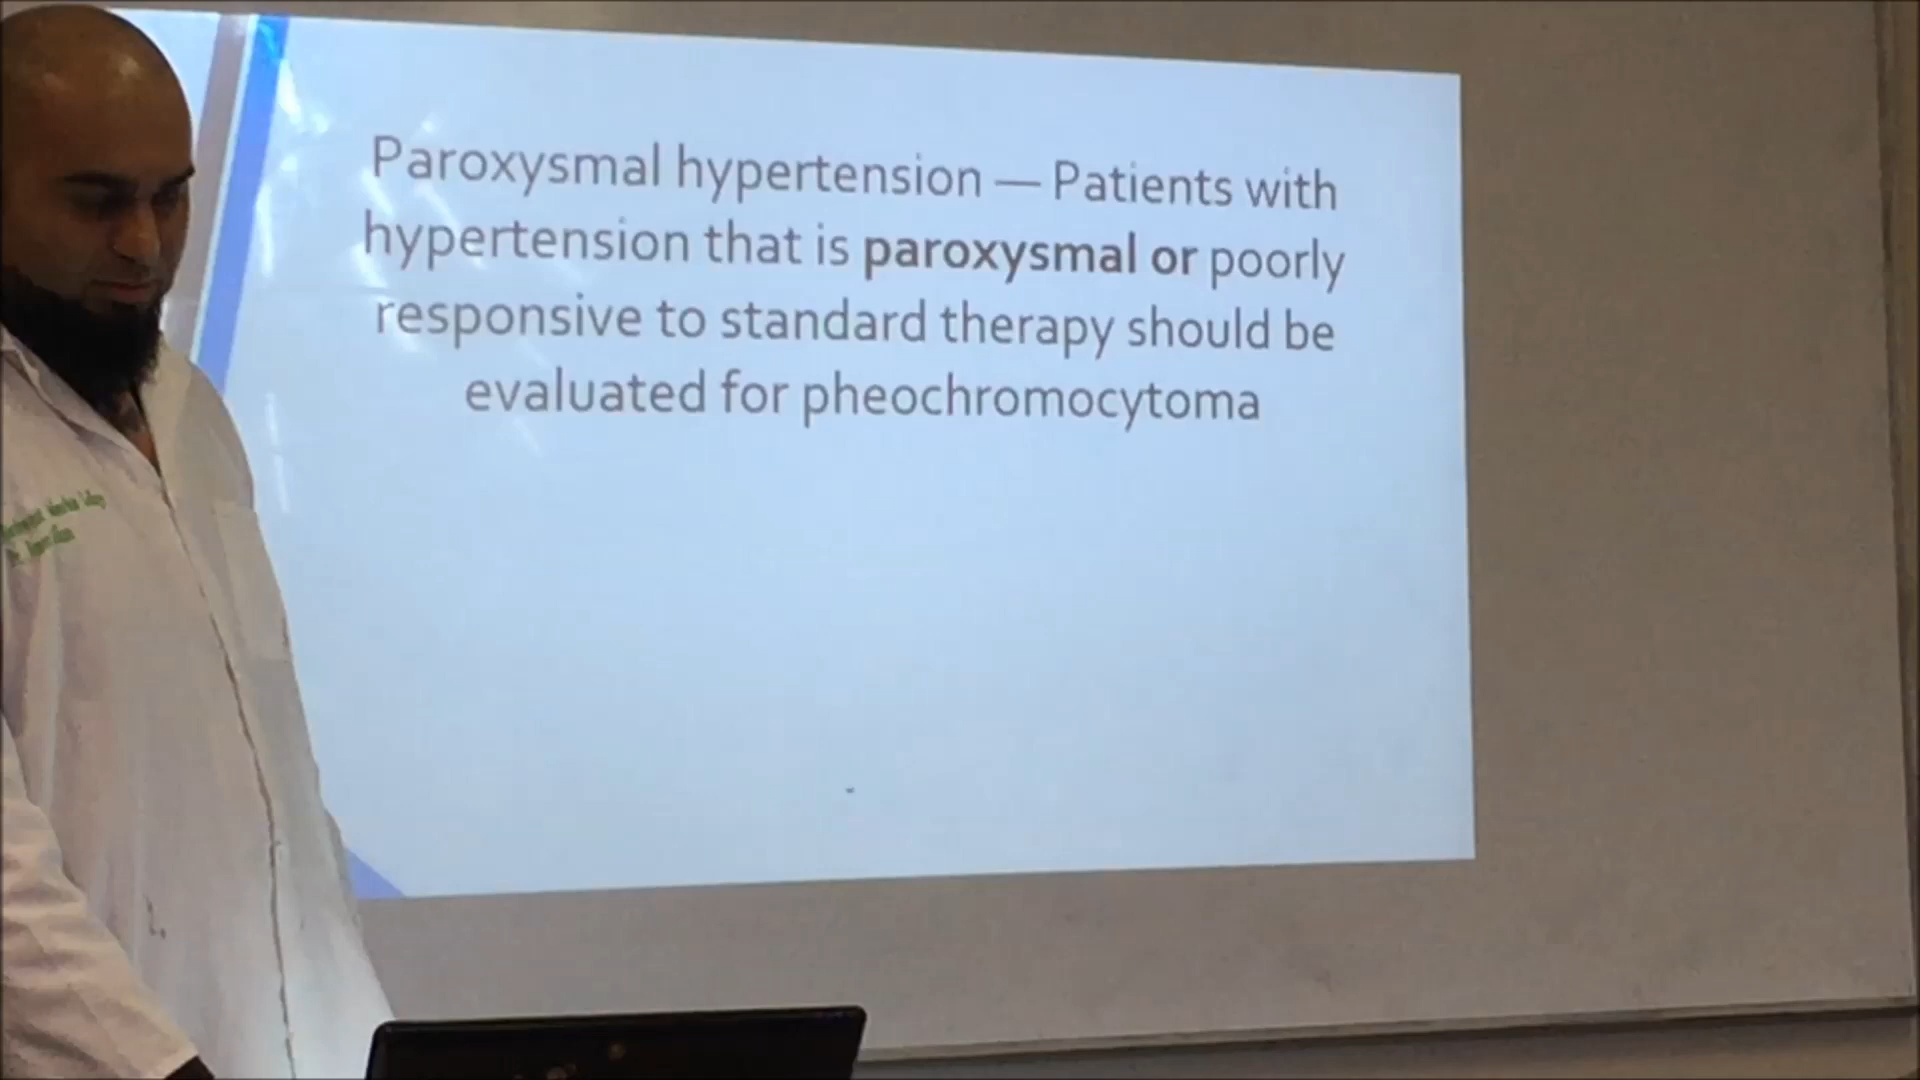 Paroxysmal hypertension — Patients with
hypertension that is paroxysmal or poorly
responsive to standard therapy should be
evaluated for pheochromocytoma